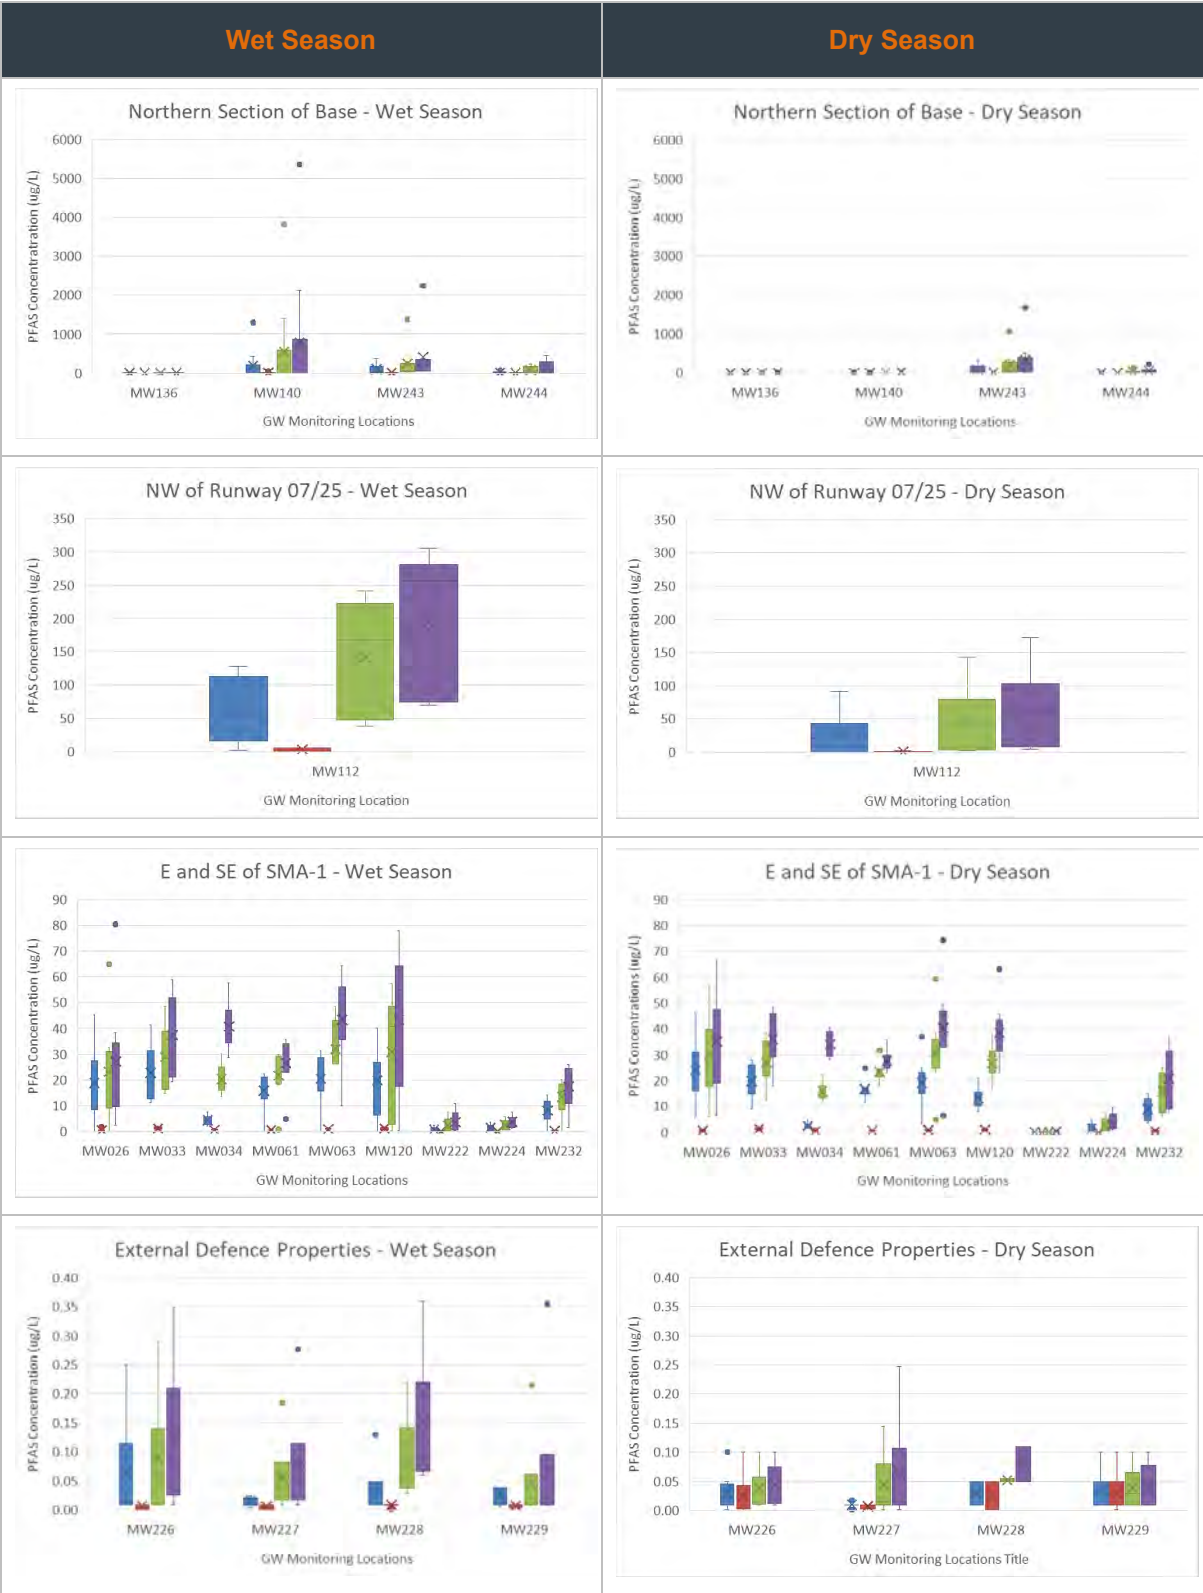 Wet Season
Dry Season
Northern Section of Base - Wet Season
PFAS Concentratration (ug/L)
6000
5000
4000
3000
2000
1000
0
MW136 MW140 MW243 MW244
GW Monitoring Locations
Northern Section of Base - Dry Season
PFAS Concentration (ug/L)
6000
5000
4000
3000
2000
1000
0
MW136 MW140 MW243 MW244
GW Monitoring Locations
NW of Runway 07/25 - Wet Season
PFAS Concentration (ug/L)
350
300
250
200
150
100
50
0
MW112
GW Monitoring Location
NW of Runway 07/25 - Dry Season
PFAS Concentration (ug/L)
350
300
250
200
150
100
50
0
MW112
GW Monitoring Location
E and SE of SMA-1 - Wet Season
PFAS Concentration (ug/L)
90
80
70
60
50
40
30
20
10
0
MW026 MW033 MW034 MW061 MW063 MW120 MW222 MW224 MW232
GW Monitoring Locations
E and SE of SMA-1 - Dry Season
PFAS Concentrations (ug/L)
90
80
70
60
50
40
30
20
10
0
MW026 MW033 MW034 MW061 MW063 MW120 MW222 MW224 MW232
GW Monitoring Locations
External Defence Properties - Wet Season
PFAS Concentration (ug/L)
0.40
0.35
0.30
0.25
0.20
0.15
0.10
0.05
0.00
MW226 MW227 MW228 MW229
GW Monitoring Locations
External Defence Properties - Dry Season
PFAS Concentration (ug/L)
0.40
0.35
0.30
0.25
0.20
0.15
0.10
0.05
0.00
MW226 MW227 MW228 MW229
GW Monitoring Locations Title